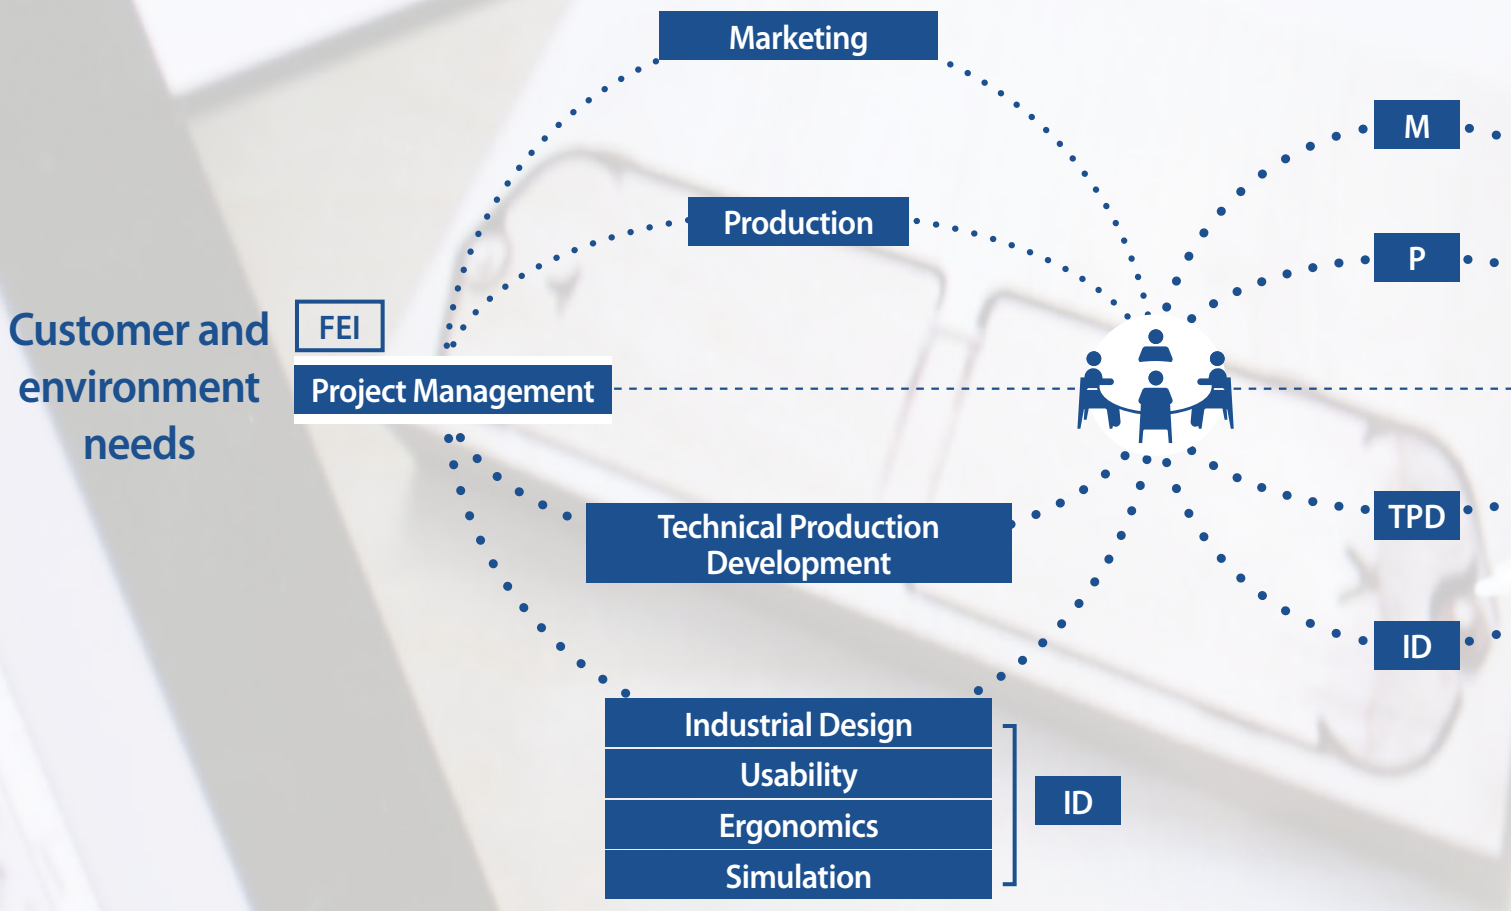 Marketing
M
Production
P
Customer and
environment
needs
FEI
Project Management
Technical Production
Development
TPD
ID
Industrial Design
Usability
Ergonomics
Simulation
ID